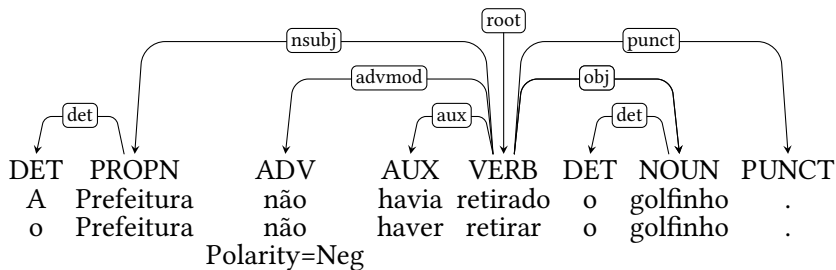 root
nsubj punct
advmod obj
det aux det
DET PROPN ADV AUX VERB DET NOUN PUNCT
A Prefeitura não havia retirado o golfinho .
o Prefeitura não haver retirar o golfinho .
Polarity=Neg